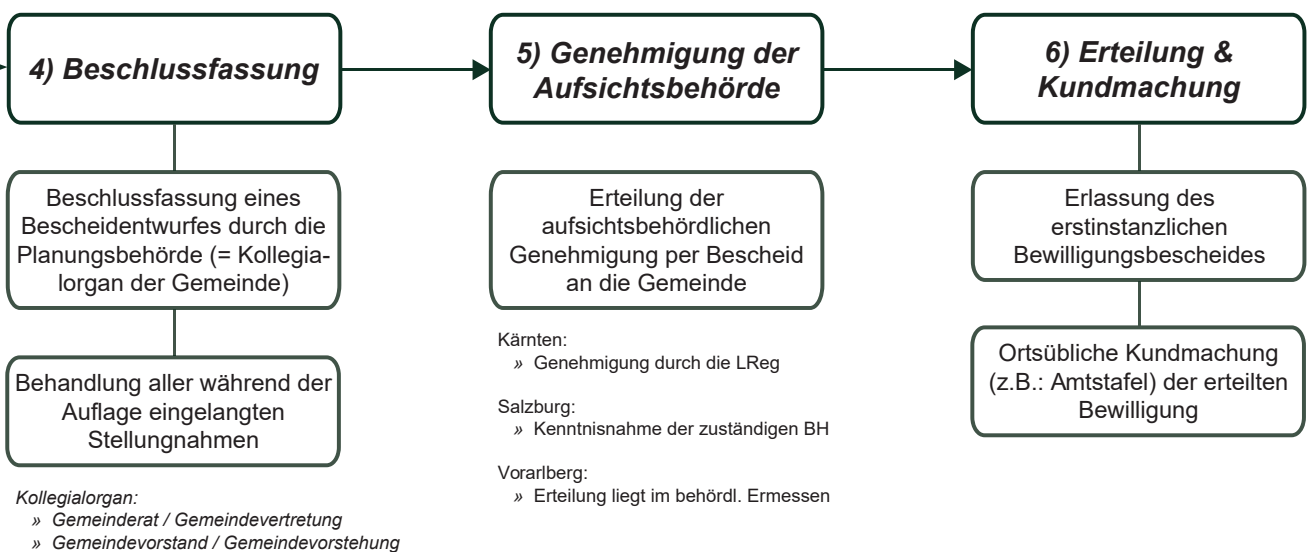 4) Beschlussfassung
Beschlussfassung eines
Bescheidentwurfes durch die
Planungsbehörde (= Kollegia-
lorgan der Gemeinde)
Behandlung aller während der
Auflage eingelangten
Stellungnahmen
Kollegialorgan:
» Gemeinderat / Gemeindevertretung
» Gemeindevorstand / Gemeindevorstehung
5) Genehmigung der
Aufsichtsbehörde
Erteilung der
aufsichtsbehördlichen
Genehmigung per Bescheid
an die Gemeinde
Kärnten:
» Genehmigung durch die LReg
Salzburg:
» Kenntnisnahme der zuständigen BH
Vorarlberg:
» Erteilung liegt im behördl. Ermessen
6) Erteilung &
Kundmachung
Erlassung des
erstinstanzlichen
Bewilligungsbescheides
Ortsübliche Kundmachung
(z.B.: Amtstafel) der erteilten
Bewilligung